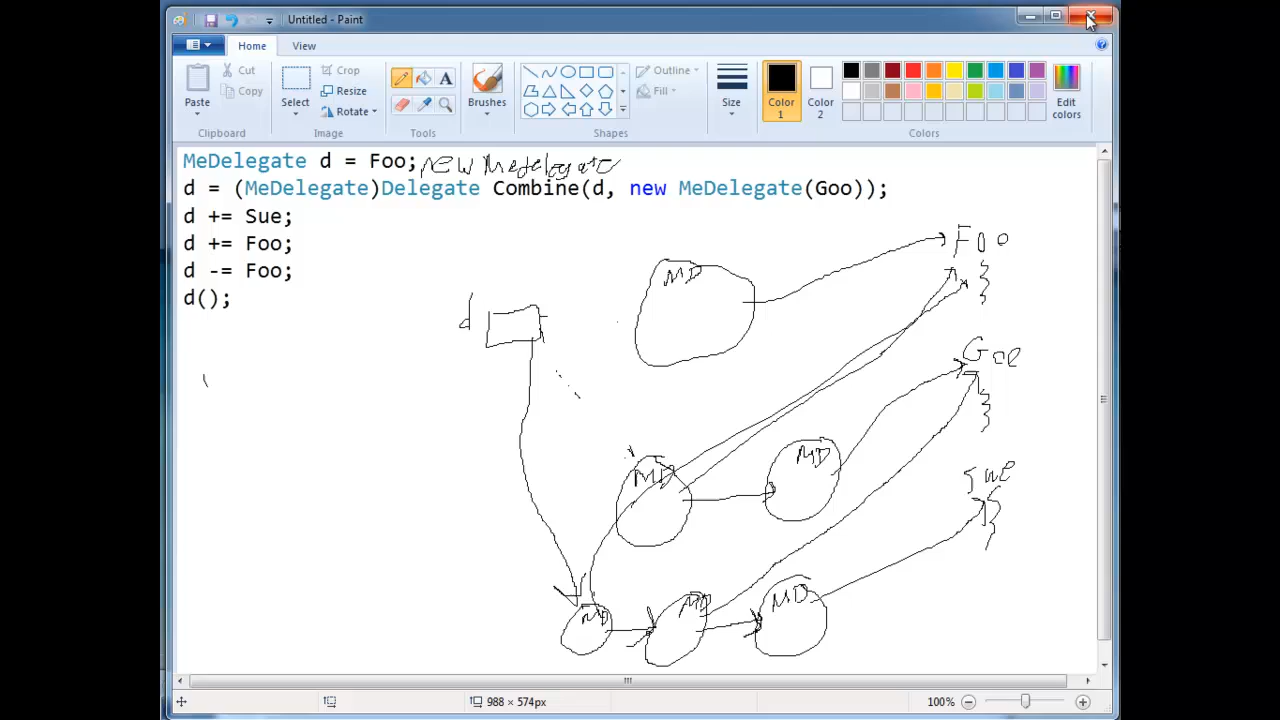 Untitled - Paint
Home
View
Paste
Cut
Copy
Clipboard
Select
Crop
Resize
Rotate
Image
Tools
Brushes
Shapes
Outline
Fill
Size
Color 1
Color 2
Edit colors
Colors
MeDelegate d = Foo; new Medelegate
d = (MeDelegate)Delegate Combine(d, new MeDelegate(Goo));
d += Sue;
d += Foo;
d -= Foo;
d();
Foo
MD
d
Goo
MD
MD
Sue
MD
MD
MD
988 × 574px
100%